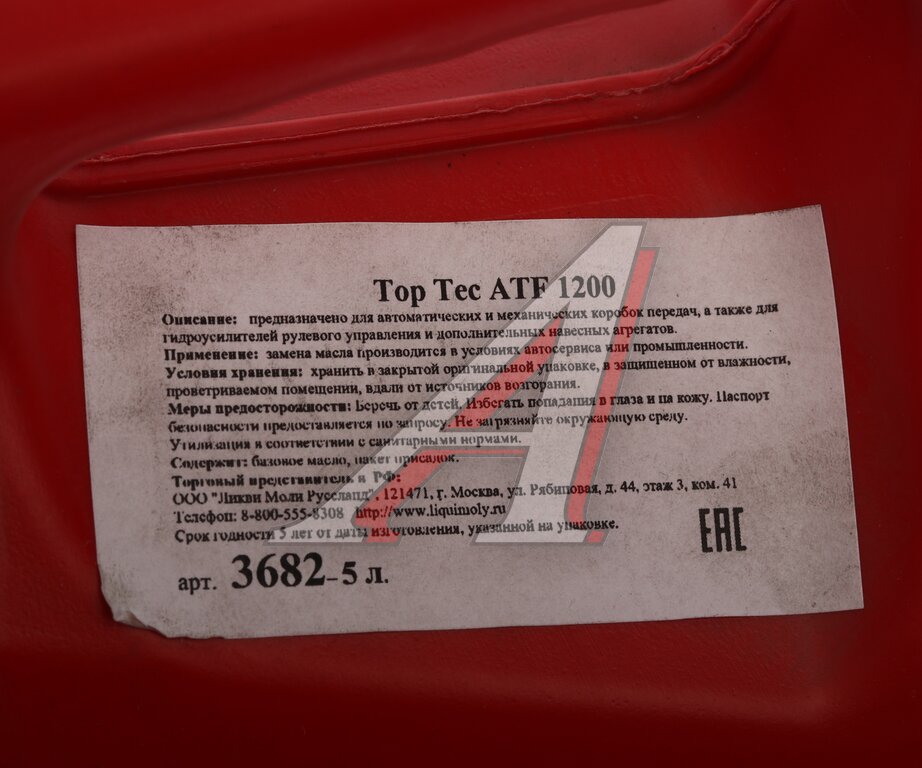 Top Tec ATF 1200
Описание: предназначено для автоматических и механических коробок передач, а также для
гидроусилителей рулевого управления и дополнительных навесных агрегатов.
Применение: замена масла производится в условиях автосервиса или промышленности.
Условия хранения: хранить в закрытой оригинальной упаковке, в защищенном от влажности,
проветриваемом помещении, вдали от источников возгорания.
Меры предосторожности: Беречь от детей. Избегать попадания в глаза и на кожу. Паспорт
безопасности предоставляется по запросу. Не загрязняйте окружающую среду.
Утилизация в соответствии с санитарными нормами.
Содержит: базовое масло, пакет присадок.
Торговый представитель в РФ:
ООО "Ликви Моли Руссланд", 121471, г. Москва, ул. Рябиновая, д. 44, этаж 3, ком. 41
Телефон: 8-800-555-8308 http://www.liquimoly.ru
Срок годности 5 лет от даты изготовления, указанной на упаковке.
EAC
арт. 3682-5 л.